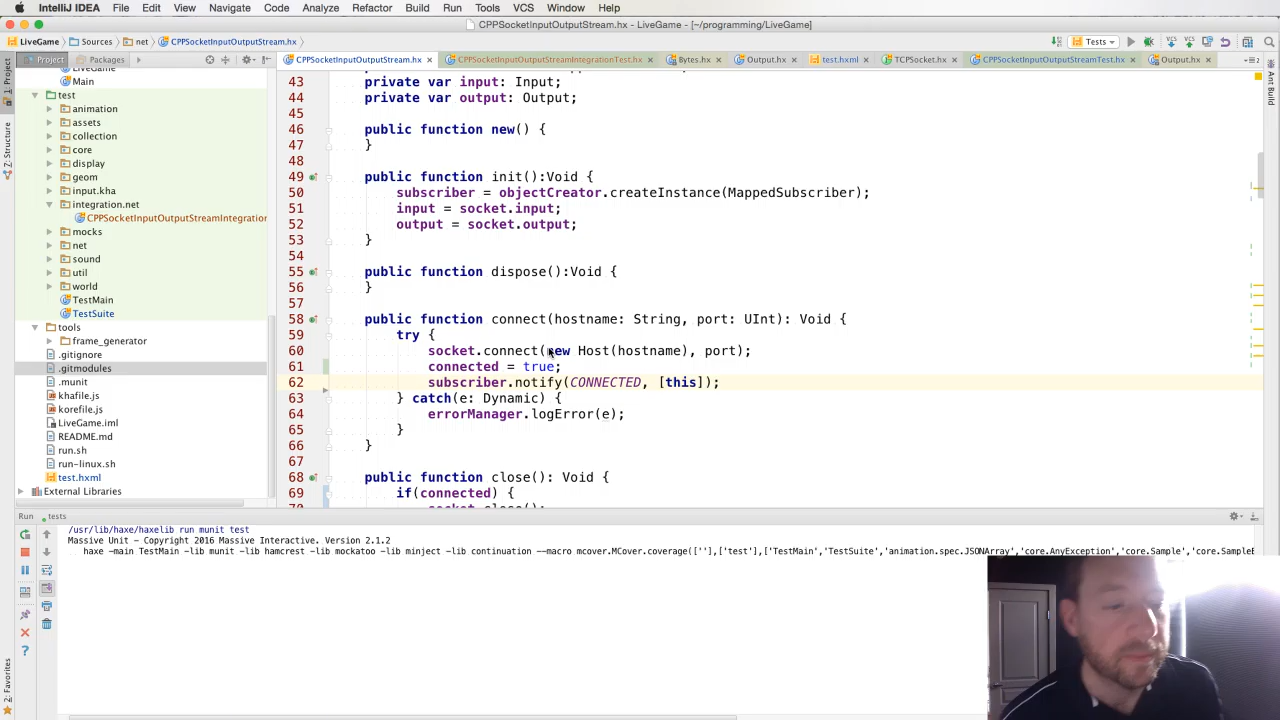 IntelliJ IDEA File Edit View Navigate Code Analyze Refactor Build Run Tools VCS Window Help
CPPSocketInputOutputStream.hx - LiveGame - [~/programming/LiveGame]
LiveGame Sources net CPPSocketInputOutputStream.hx Tests
Project Packages CPPSocketInputOutputStream.hx CPPSocketInputOutputStreamIntegrationTest.hx Bytes.hx Output.hx test.hxml TCPSocket.hx CPPSocketInputOutputStreamTest.hx Output.hx
1: Project
Z: Structure
2: Favorites
Ant Build
LiveGame
Main
test
animation
assets
collection
core
display
geom
input.kha
integration.net
CPPSocketInputOutputStreamIntegration
mocks
net
sound
util
world
TestMain
TestSuite
tools
frame_generator
.gitignore
.gitmodules
.munit
khafile.js
korefile.js
LiveGame.iml
README.md
run.sh
run-linux.sh
test.hxml
External Libraries
43 private var input: Input;
44 private var output: Output;
45
46 public function new() {
47 }
48
49 public function init():Void {
50 subscriber = objectCreator.createInstance(MappedSubscriber);
51 input = socket.input;
52 output = socket.output;
53 }
54
55 public function dispose():Void {
56 }
57
58 public function connect(hostname: String, port: UInt): Void {
59 try {
60 socket.connect(new Host(hostname), port);
61 connected = true;
62 subscriber.notify(CONNECTED, [this]);
63 } catch(e: Dynamic) {
64 errorManager.logError(e);
65 }
66 }
67
68 public function close(): Void {
69 if(connected) {
70 socket.close();
Run tests
/usr/lib/haxe/haxelib run munit test
Massive Unit - Copyright 2016 Massive Interactive. Version 2.1.2
haxe -main TestMain -lib munit -lib hamcrest -lib mockatoo -lib minject -lib continuation --macro mcover.MCover.coverage([''],['test'],['TestMain','TestSuite','animation.spec.JSONArray','core.AnyException','core.Sample','core.SampleE